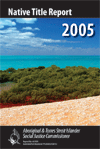 Native Title Report
2005
Aboriginal & Torres Strait Islander
Social Justice Commissioner